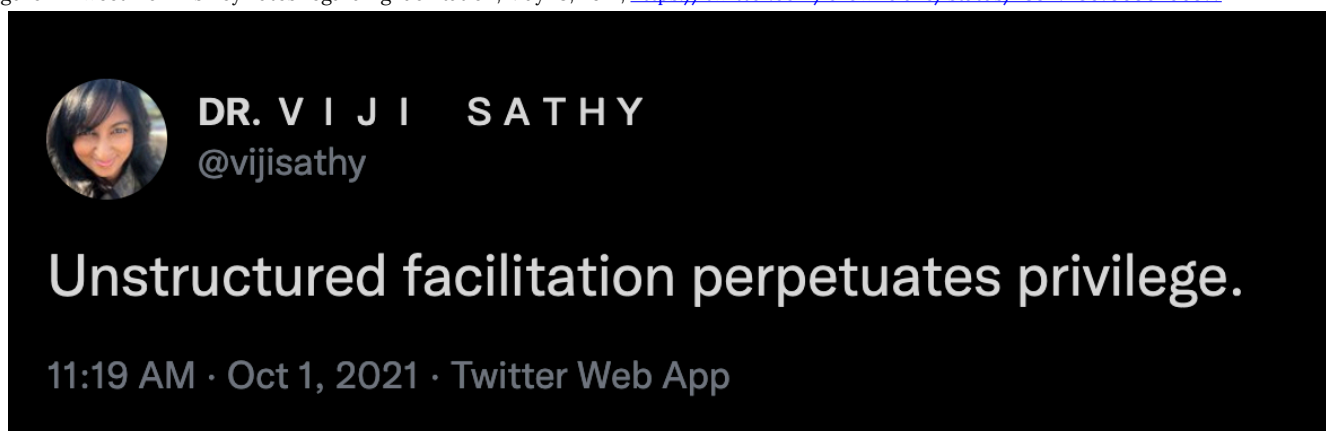 DR. V I J I S A T H Y
@vijisathy
Unstructured facilitation perpetuates privilege.
11:19 AM · Oct 1, 2021 · Twitter Web App